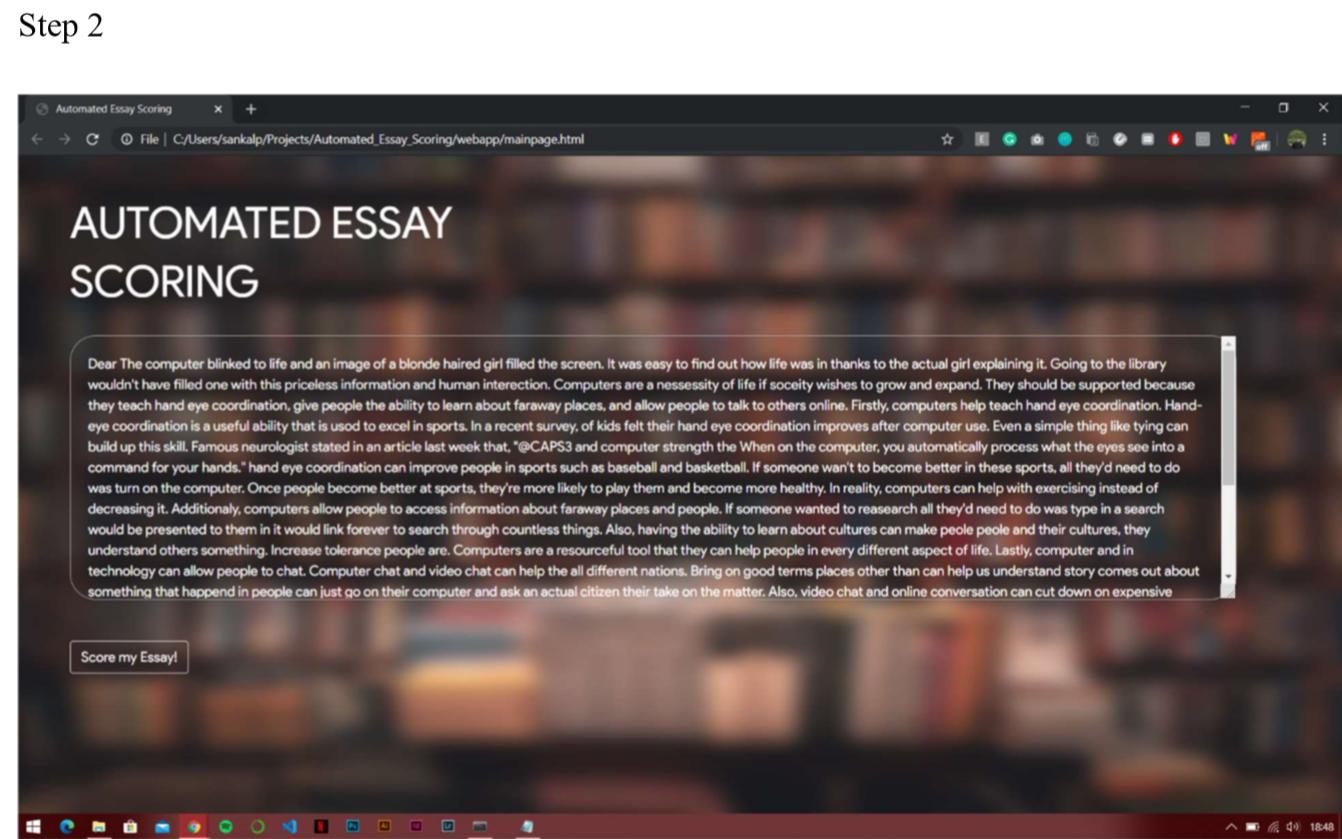 Step 2
Automated Essay Scoring
File | C:/Users/sankalp/Projects/Automated_Essay_Scoring/webapp/mainpage.html
off
AUTOMATED ESSAY
SCORING
Dear The computer blinked to life and an image of a blonde haired girl filled the screen. It was easy to find out how life was in thanks to the actual girl explaining it. Going to the library
wouldn't have filled one with this priceless information and human interection. Computers are a nessessity of life if soceity wishes to grow and expand. They should be supported because
they teach hand eye coordination, give people the ability to learn about faraway places, and allow people to talk to others online. Firstly, computers help teach hand eye coordination. Hand-
eye coordination is a useful ability that is usod to excel in sports. In a recent survey, of kids felt their hand eye coordination improves after computer use. Even a simple thing like tying can
build up this skill. Famous neurologist stated in an article last week that, "@CAPS3 and computer strength the When on the computer, you automatically process what the eyes see into a
command for your hands." hand eye coordination can improve people in sports such as baseball and basketball. If someone wan't to become better in these sports, all they'd need to do
was turn on the computer. Once people become better at sports, they're more likely to play them and become more healthy. In reality, computers can help with exercising instead of
decreasing it. Additionaly, computers allow people to access information about faraway places and people. If someone wanted to reasearch all they'd need to do was type in a search
would be presented to them in it would link forever to search through countless things. Also, having the ability to learn about cultures can make peole peole and their cultures, they
understand others something. Increase tolerance people are. Computers are a resourceful tool that they can help people in every different aspect of life. Lastly, computer and in
technology can allow people to chat. Computer chat and video chat can help the all different nations. Bring on good terms places other than can help us understand story comes out about
something that happend in people can just go on their computer and ask an actual citizen their take on the matter. Also, video chat and online conversation can cut down on expensive
Score my Essay!
18:48